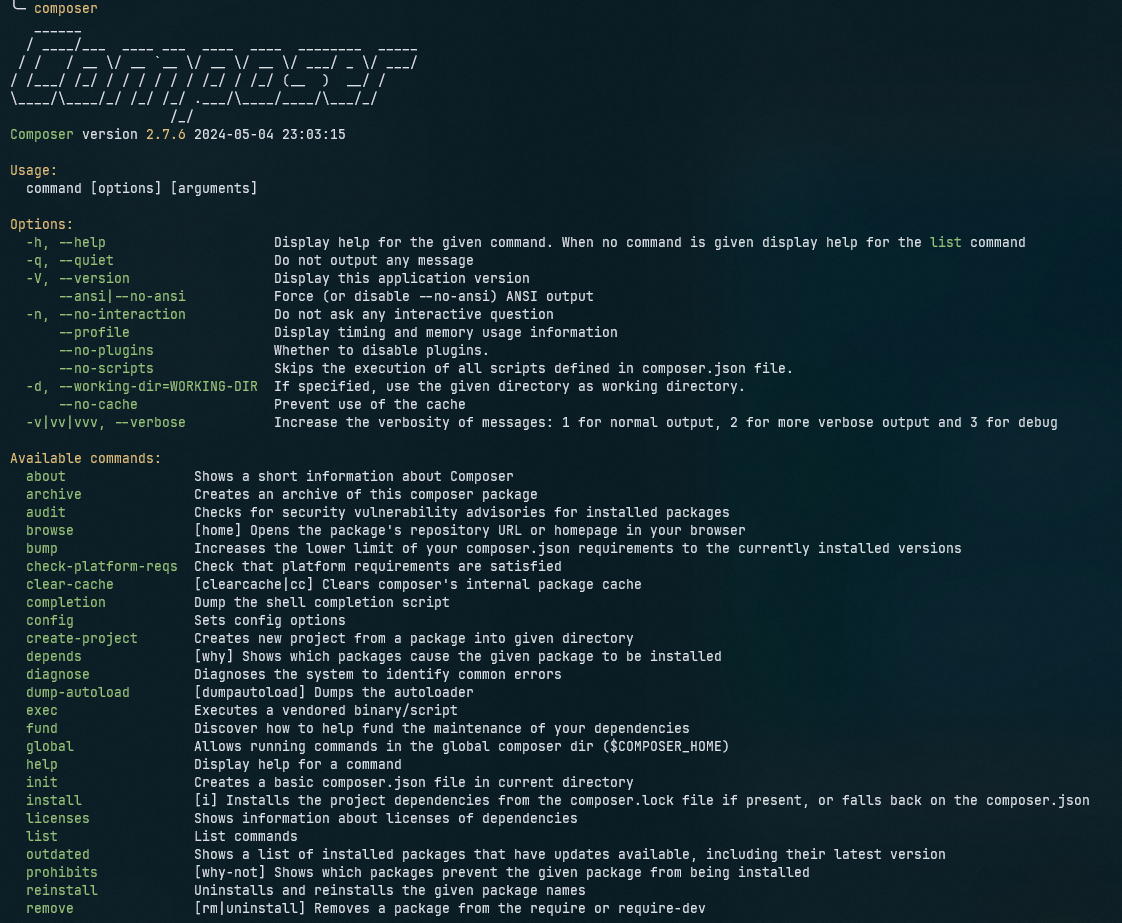 ╰─ composer
   ______
  / ____/___  ____ ___  ____  ____  ________  _____
 / /   / __ \/ __ `__ \/ __ \/ __ \/ ___/ _ \/ ___/
/ /___/ /_/ / / / / / / /_/ / /_/ (__  )  __/ /
\____/\____/_/ /_/ /_/ .___/\____/____/\___/_/
                    /_/
Composer version 2.7.6 2024-05-04 23:03:15

Usage:
  command [options] [arguments]

Options:
  -h, --help                     Display help for the given command. When no command is given display help for the list command
  -q, --quiet                    Do not output any message
  -V, --version                  Display this application version
      --ansi|--no-ansi           Force (or disable --no-ansi) ANSI output
  -n, --no-interaction           Do not ask any interactive question
      --profile                  Display timing and memory usage information
      --no-plugins               Whether to disable plugins.
      --no-scripts               Skips the execution of all scripts defined in composer.json file.
  -d, --working-dir=WORKING-DIR  If specified, use the given directory as working directory.
      --no-cache                 Prevent use of the cache
  -v|vv|vvv, --verbose           Increase the verbosity of messages: 1 for normal output, 2 for more verbose output and 3 for debug

Available commands:
  about                Shows a short information about Composer
  archive              Creates an archive of this composer package
  audit                Checks for security vulnerability advisories for installed packages
  browse               [home] Opens the package's repository URL or homepage in your browser
  bump                 Increases the lower limit of your composer.json requirements to the currently installed versions
  check-platform-reqs  Check that platform requirements are satisfied
  clear-cache          [clearcache|cc] Clears composer's internal package cache
  completion           Dump the shell completion script
  config               Sets config options
  create-project       Creates new project from a package into given directory
  depends              [why] Shows which packages cause the given package to be installed
  diagnose             Diagnoses the system to identify common errors
  dump-autoload        [dumpautoload] Dumps the autoloader
  exec                 Executes a vendored binary/script
  fund                 Discover how to help fund the maintenance of your dependencies
  global               Allows running commands in the global composer dir ($COMPOSER_HOME)
  help                 Display help for a command
  init                 Creates a basic composer.json file in current directory
  install              [i] Installs the project dependencies from the composer.lock file if present, or falls back on the composer.json
  licenses             Shows information about licenses of dependencies
  list                 List commands
  outdated             Shows a list of installed packages that have updates available, including their latest version
  prohibits            [why-not] Shows which packages prevent the given package from being installed
  reinstall            Uninstalls and reinstalls the given package names
  remove               [rm|uninstall] Removes a package from the require or require-dev